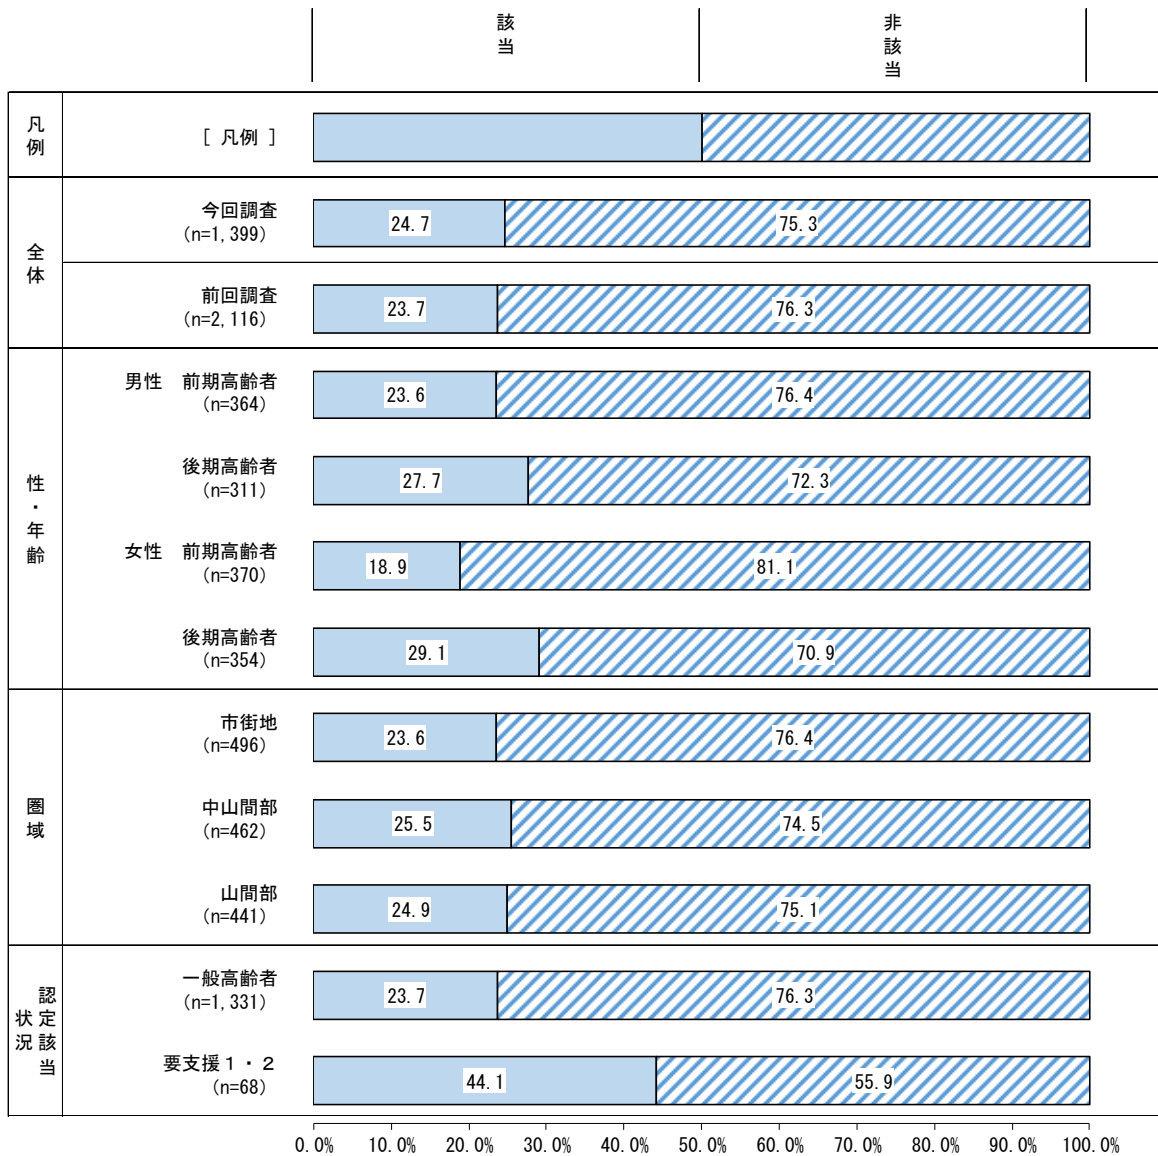 該当
非該当
凡例
[ 凡例 ]
全体
今回調査
(n=1,399)
24.7
75.3
前回調査
(n=2,116)
23.7
76.3
性・年齢
男性　前期高齢者
(n=364)
23.6
76.4
後期高齢者
(n=311)
27.7
72.3
女性　前期高齢者
(n=370)
18.9
81.1
後期高齢者
(n=354)
29.1
70.9
圏域
市街地
(n=496)
23.6
76.4
中山間部
(n=462)
25.5
74.5
山間部
(n=441)
24.9
75.1
認定該当
状況
一般高齢者
(n=1,331)
23.7
76.3
要支援１・２
(n=68)
44.1
55.9
0.0% 10.0% 20.0% 30.0% 40.0% 50.0% 60.0% 70.0% 80.0% 90.0% 100.0%